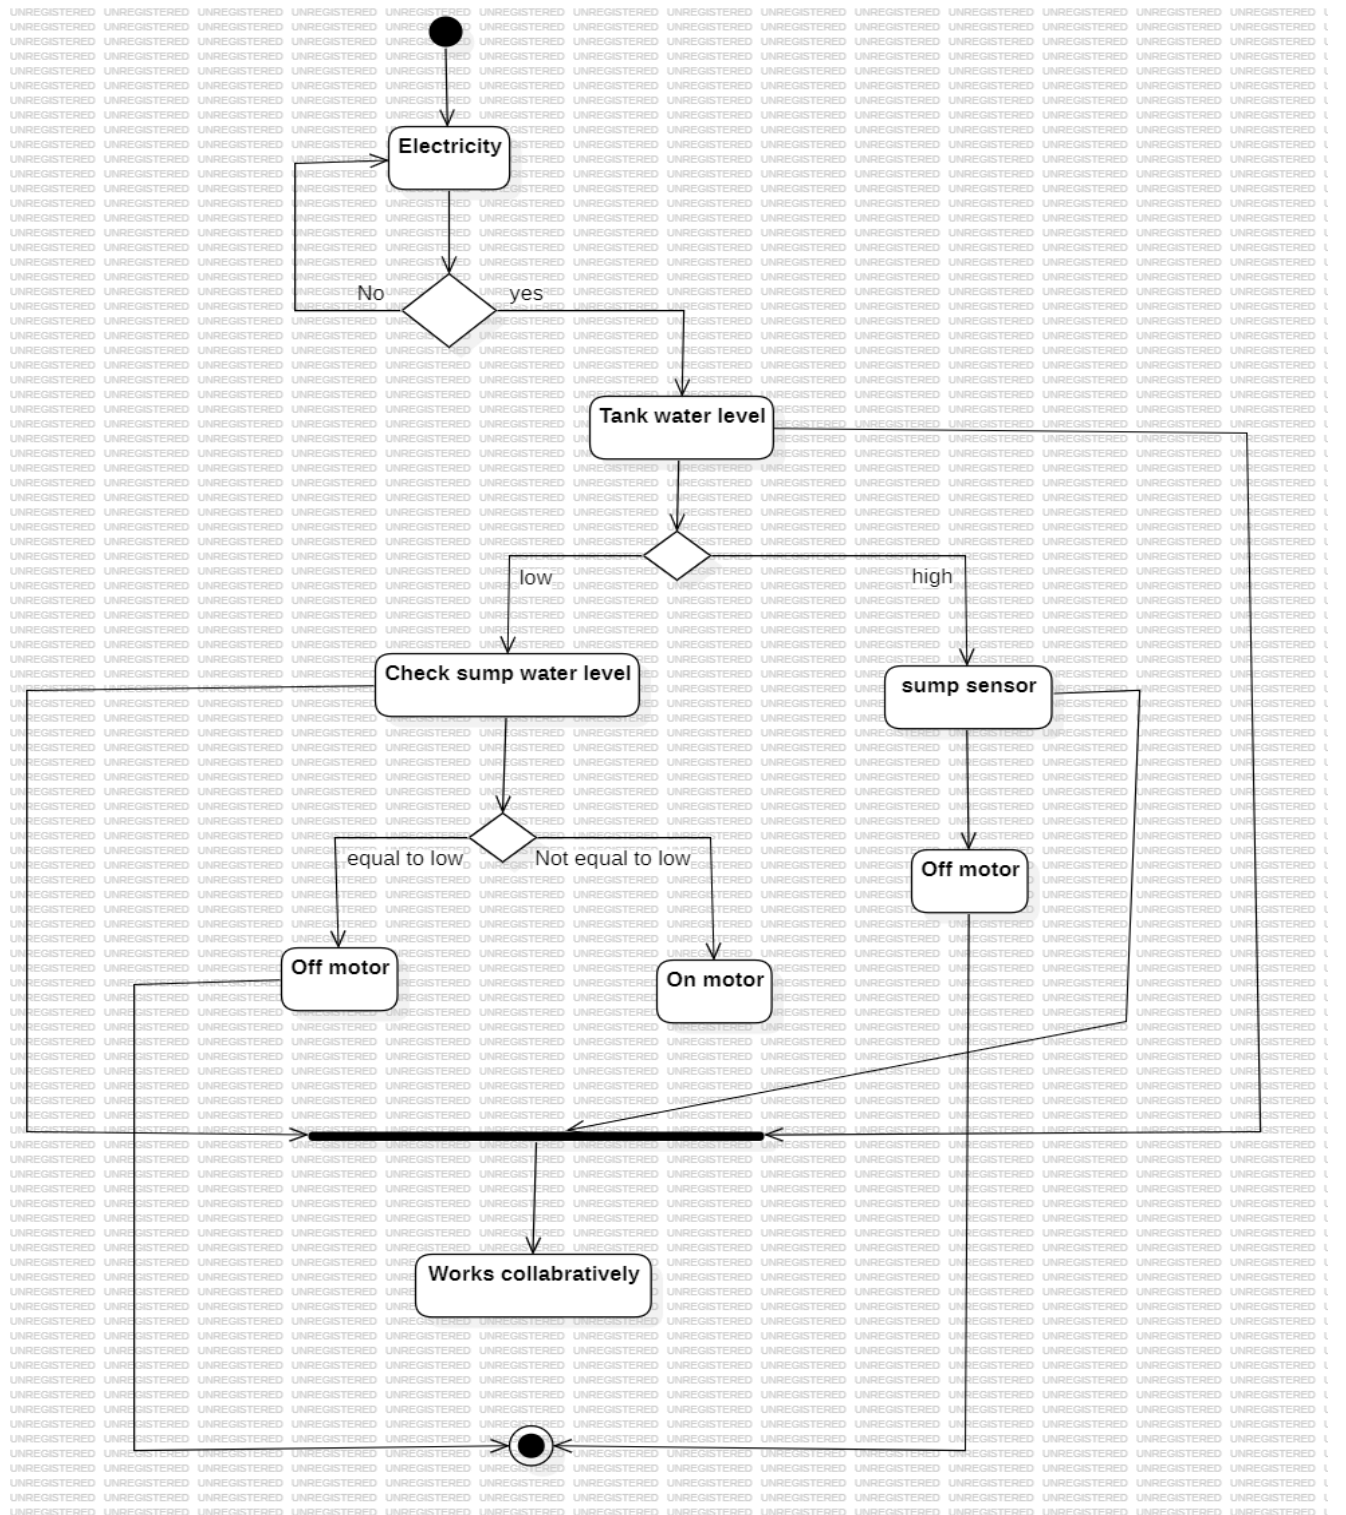 Electricity
No
yes
Tank water level
low
high
Check sump water level
sump sensor
equal to low
Not equal to low
Off motor
Off motor
On motor
Works collabratively
UNREGISTERED